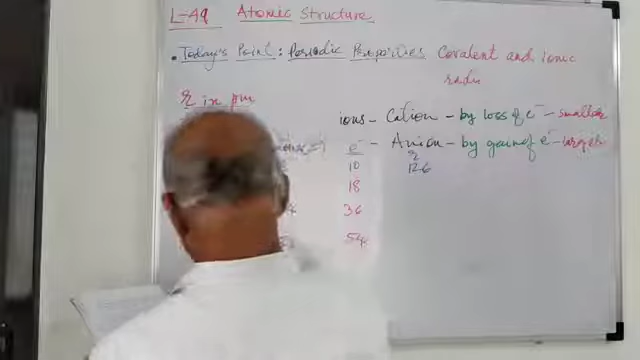 L-49 Atomic Structure
• Today's Point: Periodic Properties Covalent and ionic
radii
r in pm
ions - Cation - by loss of e⁻ - smaller
e⁻ - Anion - by gain of e⁻ - larger
r
10 126
18
36
54